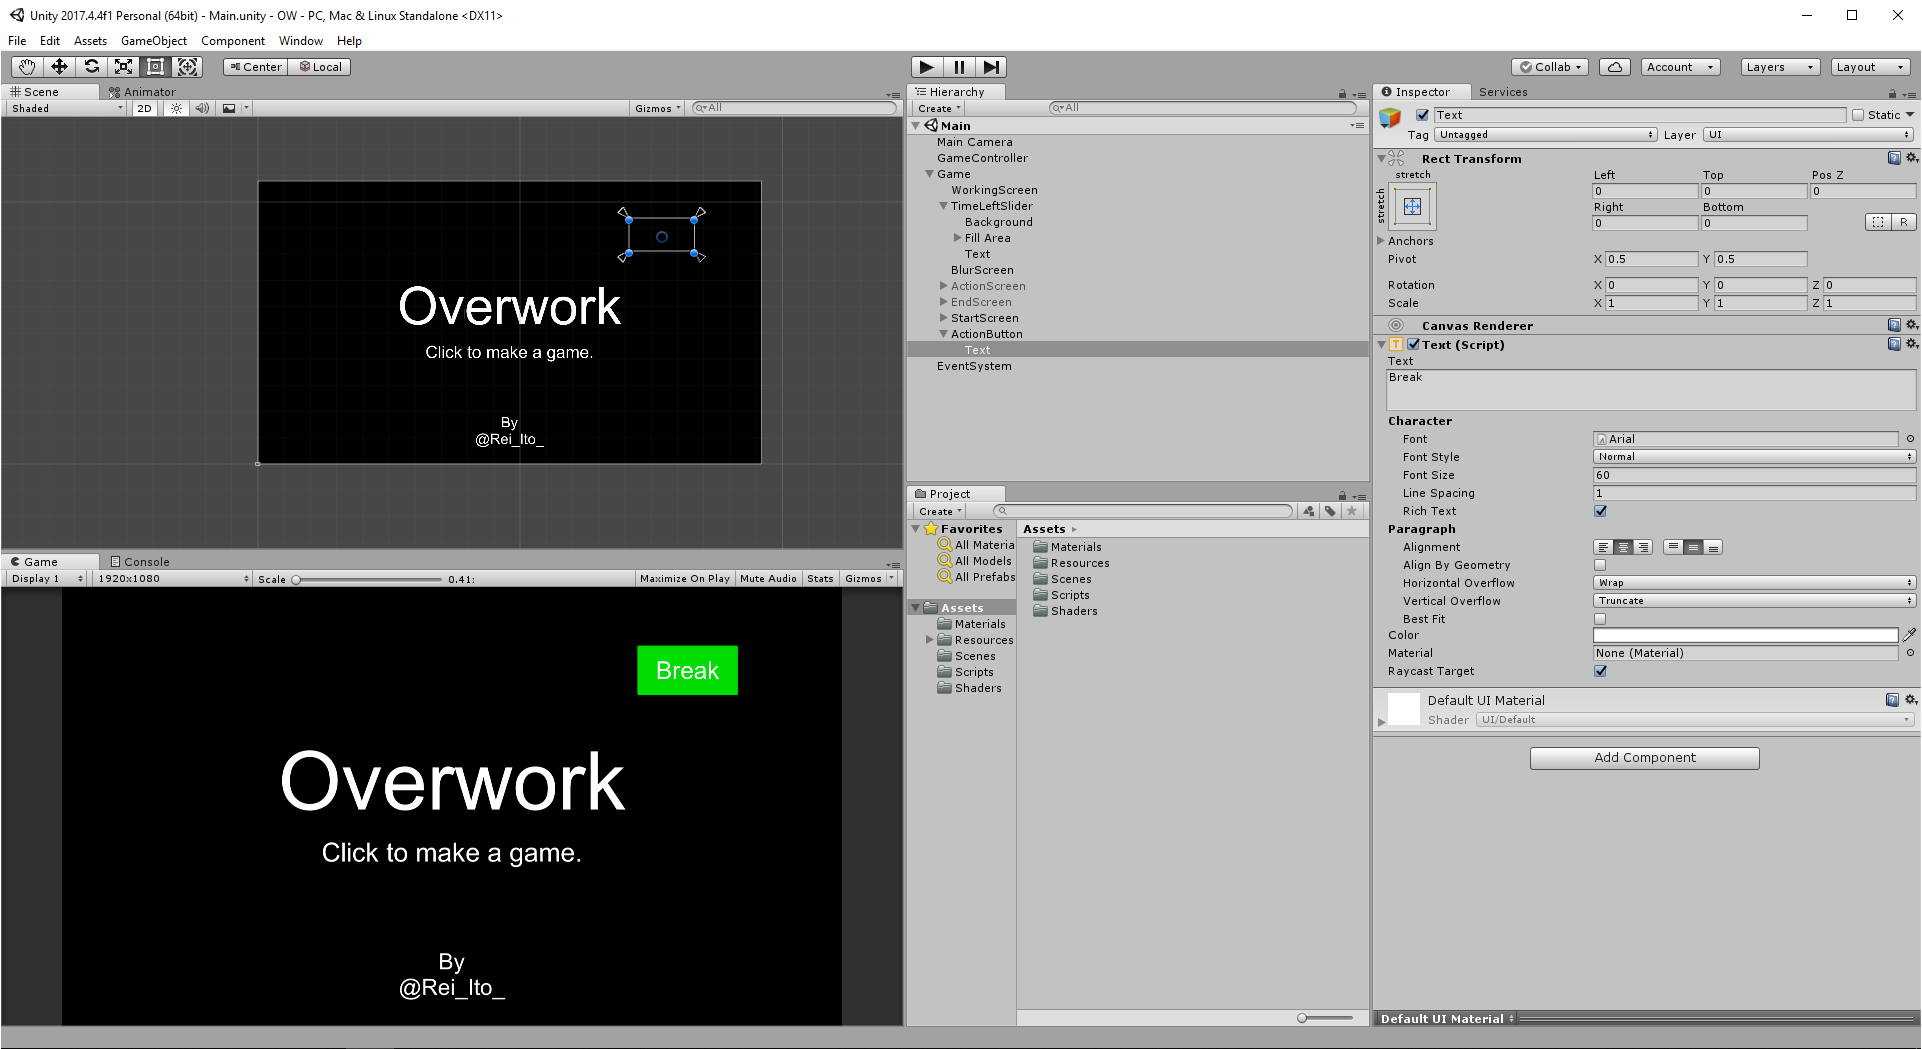 Unity 2017.4.4f1 Personal (64bit) - Main.unity - OW - PC, Mac & Linux Standalone <DX11>
File Edit Assets GameObject Component Window Help
Center Local
Collab Account Layers Layout
Scene Animator
Shaded 2D Gizmos All
Overwork
Click to make a game.
By
@Rei_Ito_
Game Console
Display 1 1920x1080 Scale 0.41: Maximize On Play Mute Audio Stats Gizmos
Break
Overwork
Click to make a game.
By
@Rei_Ito_
Hierarchy
Create All
Main
Main Camera
GameController
Game
WorkingScreen
TimeLeftSlider
Background
Fill Area
Text
BlurScreen
ActionScreen
EndScreen
StartScreen
ActionButton
Text
EventSystem
Project
Create
Favorites
All Materia
All Models
All Prefabs
Assets
Materials
Resources
Scenes
Scripts
Shaders
Assets
Materials
Resources
Scenes
Scripts
Shaders
Inspector Services
Text Static
Tag Untagged Layer UI
Rect Transform
stretch Left Top Pos Z
stretch
0 0 0
Right Bottom
0 0 R
Anchors
Pivot X 0.5 Y 0.5
Rotation X 0 Y 0 Z 0
Scale X 1 Y 1 Z 1
Canvas Renderer
Text (Script)
Text
Break
Character
Font Arial
Font Style Normal
Font Size 60
Line Spacing 1
Rich Text
Paragraph
Alignment
Align By Geometry
Horizontal Overflow Wrap
Vertical Overflow Truncate
Best Fit
Color
Material None (Material)
Raycast Target
Default UI Material
Shader UI/Default
Add Component
Default UI Material